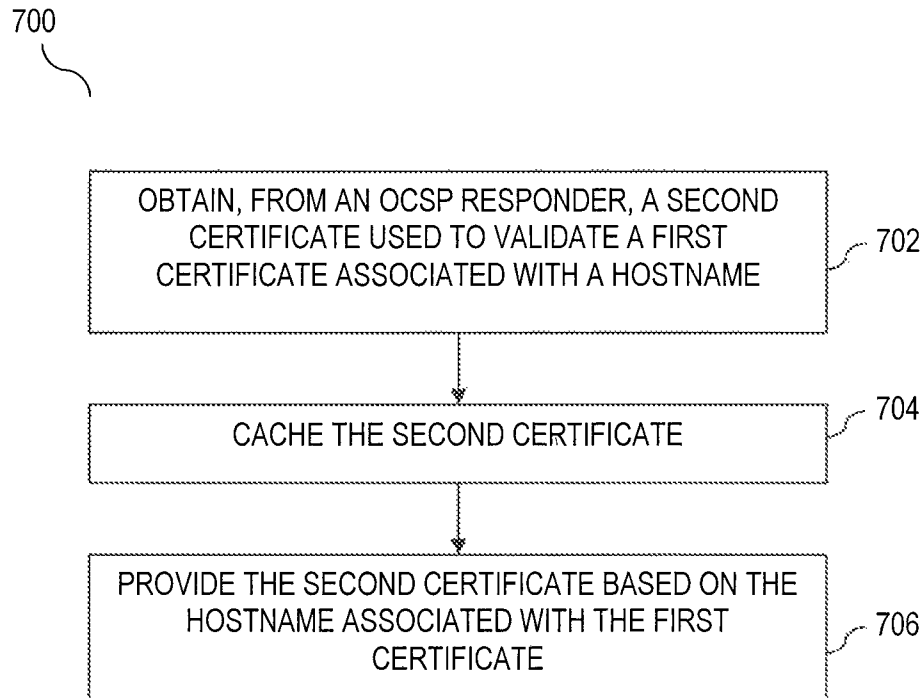 700
OBTAIN, FROM AN OCSP RESPONDER, A SECOND
CERTIFICATE USED TO VALIDATE A FIRST
CERTIFICATE ASSOCIATED WITH A HOSTNAME
702
CACHE THE SECOND CERTIFICATE
704
PROVIDE THE SECOND CERTIFICATE BASED ON THE
HOSTNAME ASSOCIATED WITH THE FIRST
CERTIFICATE
706